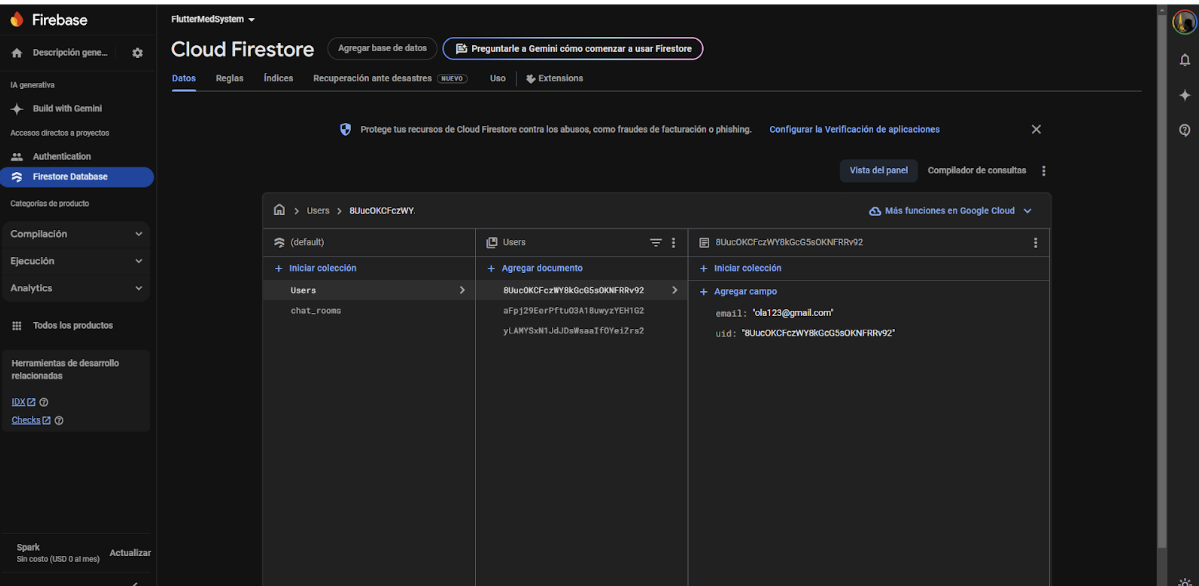 Firebase
Descripción gene...
IA generativa
Build with Gemini
Accesos directos a proyectos
Authentication
Firestore Database
Categorías de producto
Compilación
Ejecución
Analytics
Todos los productos
Herramientas de desarrollo
relacionadas
IDX
Checks
Spark
Sin costo (USD 0 al mes)
Actualizar
FlutterMedSystem
Cloud Firestore
Agregar base de datos
Preguntarle a Gemini cómo comenzar a usar Firestore
Datos Reglas Índices Recuperación ante desastres NUEVO Uso Extensions
Protege tus recursos de Cloud Firestore contra los abusos, como fraudes de facturación o phishing. Configurar la Verificación de aplicaciones
Vista del panel Compilador de consultas
Users > 8UucOKCFczWY.
Más funciones en Google Cloud
(default)
+ Iniciar colección
Users
chat_rooms
Users
+ Agregar documento
8UucOKCFczWY8kGcG5sOKNFRRv92
aFpj29EerPftuO3A18uwyzYEH1G2
yLAMYSxN1JdJDsWsaaIfOYeiZrs2
8UucOKCFczWY8kGcG5sOKNFRRv92
+ Iniciar colección
+ Agregar campo
email: "ola123@gmail.com"
uid: "8UucOKCFczWY8kGcG5sOKNFRRv92"